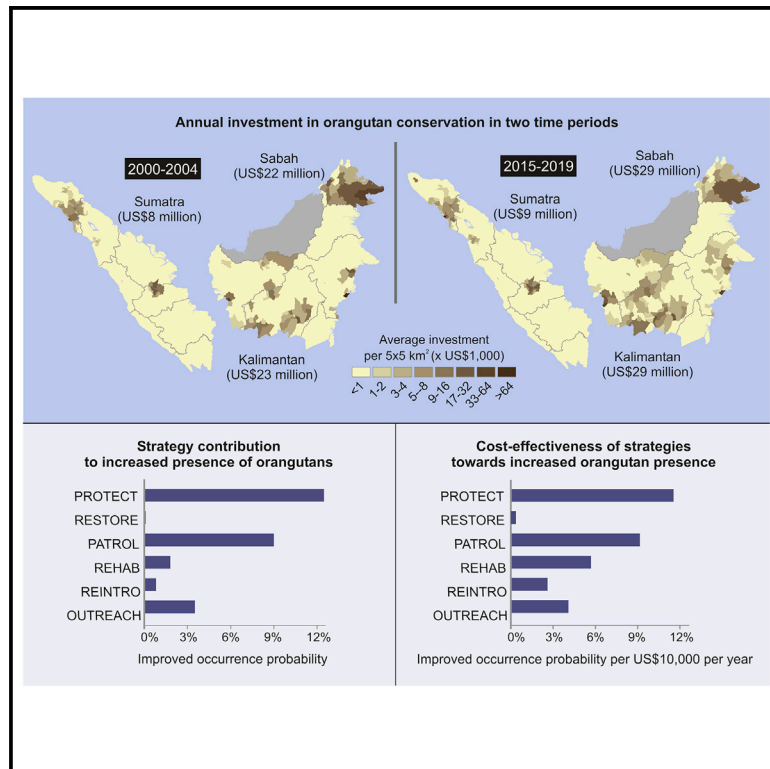 Annual investment in orangutan conservation in two time periods
2000-2004
Sabah
(US$22 million)
Sumatra
(US$8 million)
Kalimantan
(US$23 million)
2015-2019
Sabah
(US$29 million)
Sumatra
(US$9 million)
Kalimantan
(US$29 million)
Average investment
per 5x5 km² (x US$1,000)
<1
1-2
3-4
5--8
9-16
17-32
33-64
>64
Strategy contribution
to increased presence of orangutans
PROTECT
RESTORE
PATROL
REHAB
REINTRO
OUTREACH
0% 3% 6% 9% 12%
Improved occurrence probability
Cost-effectiveness of strategies
towards increased orangutan presence
PROTECT
RESTORE
PATROL
REHAB
REINTRO
OUTREACH
0% 3% 6% 9% 12%
Improved occurrence probability per US$10,000 per year